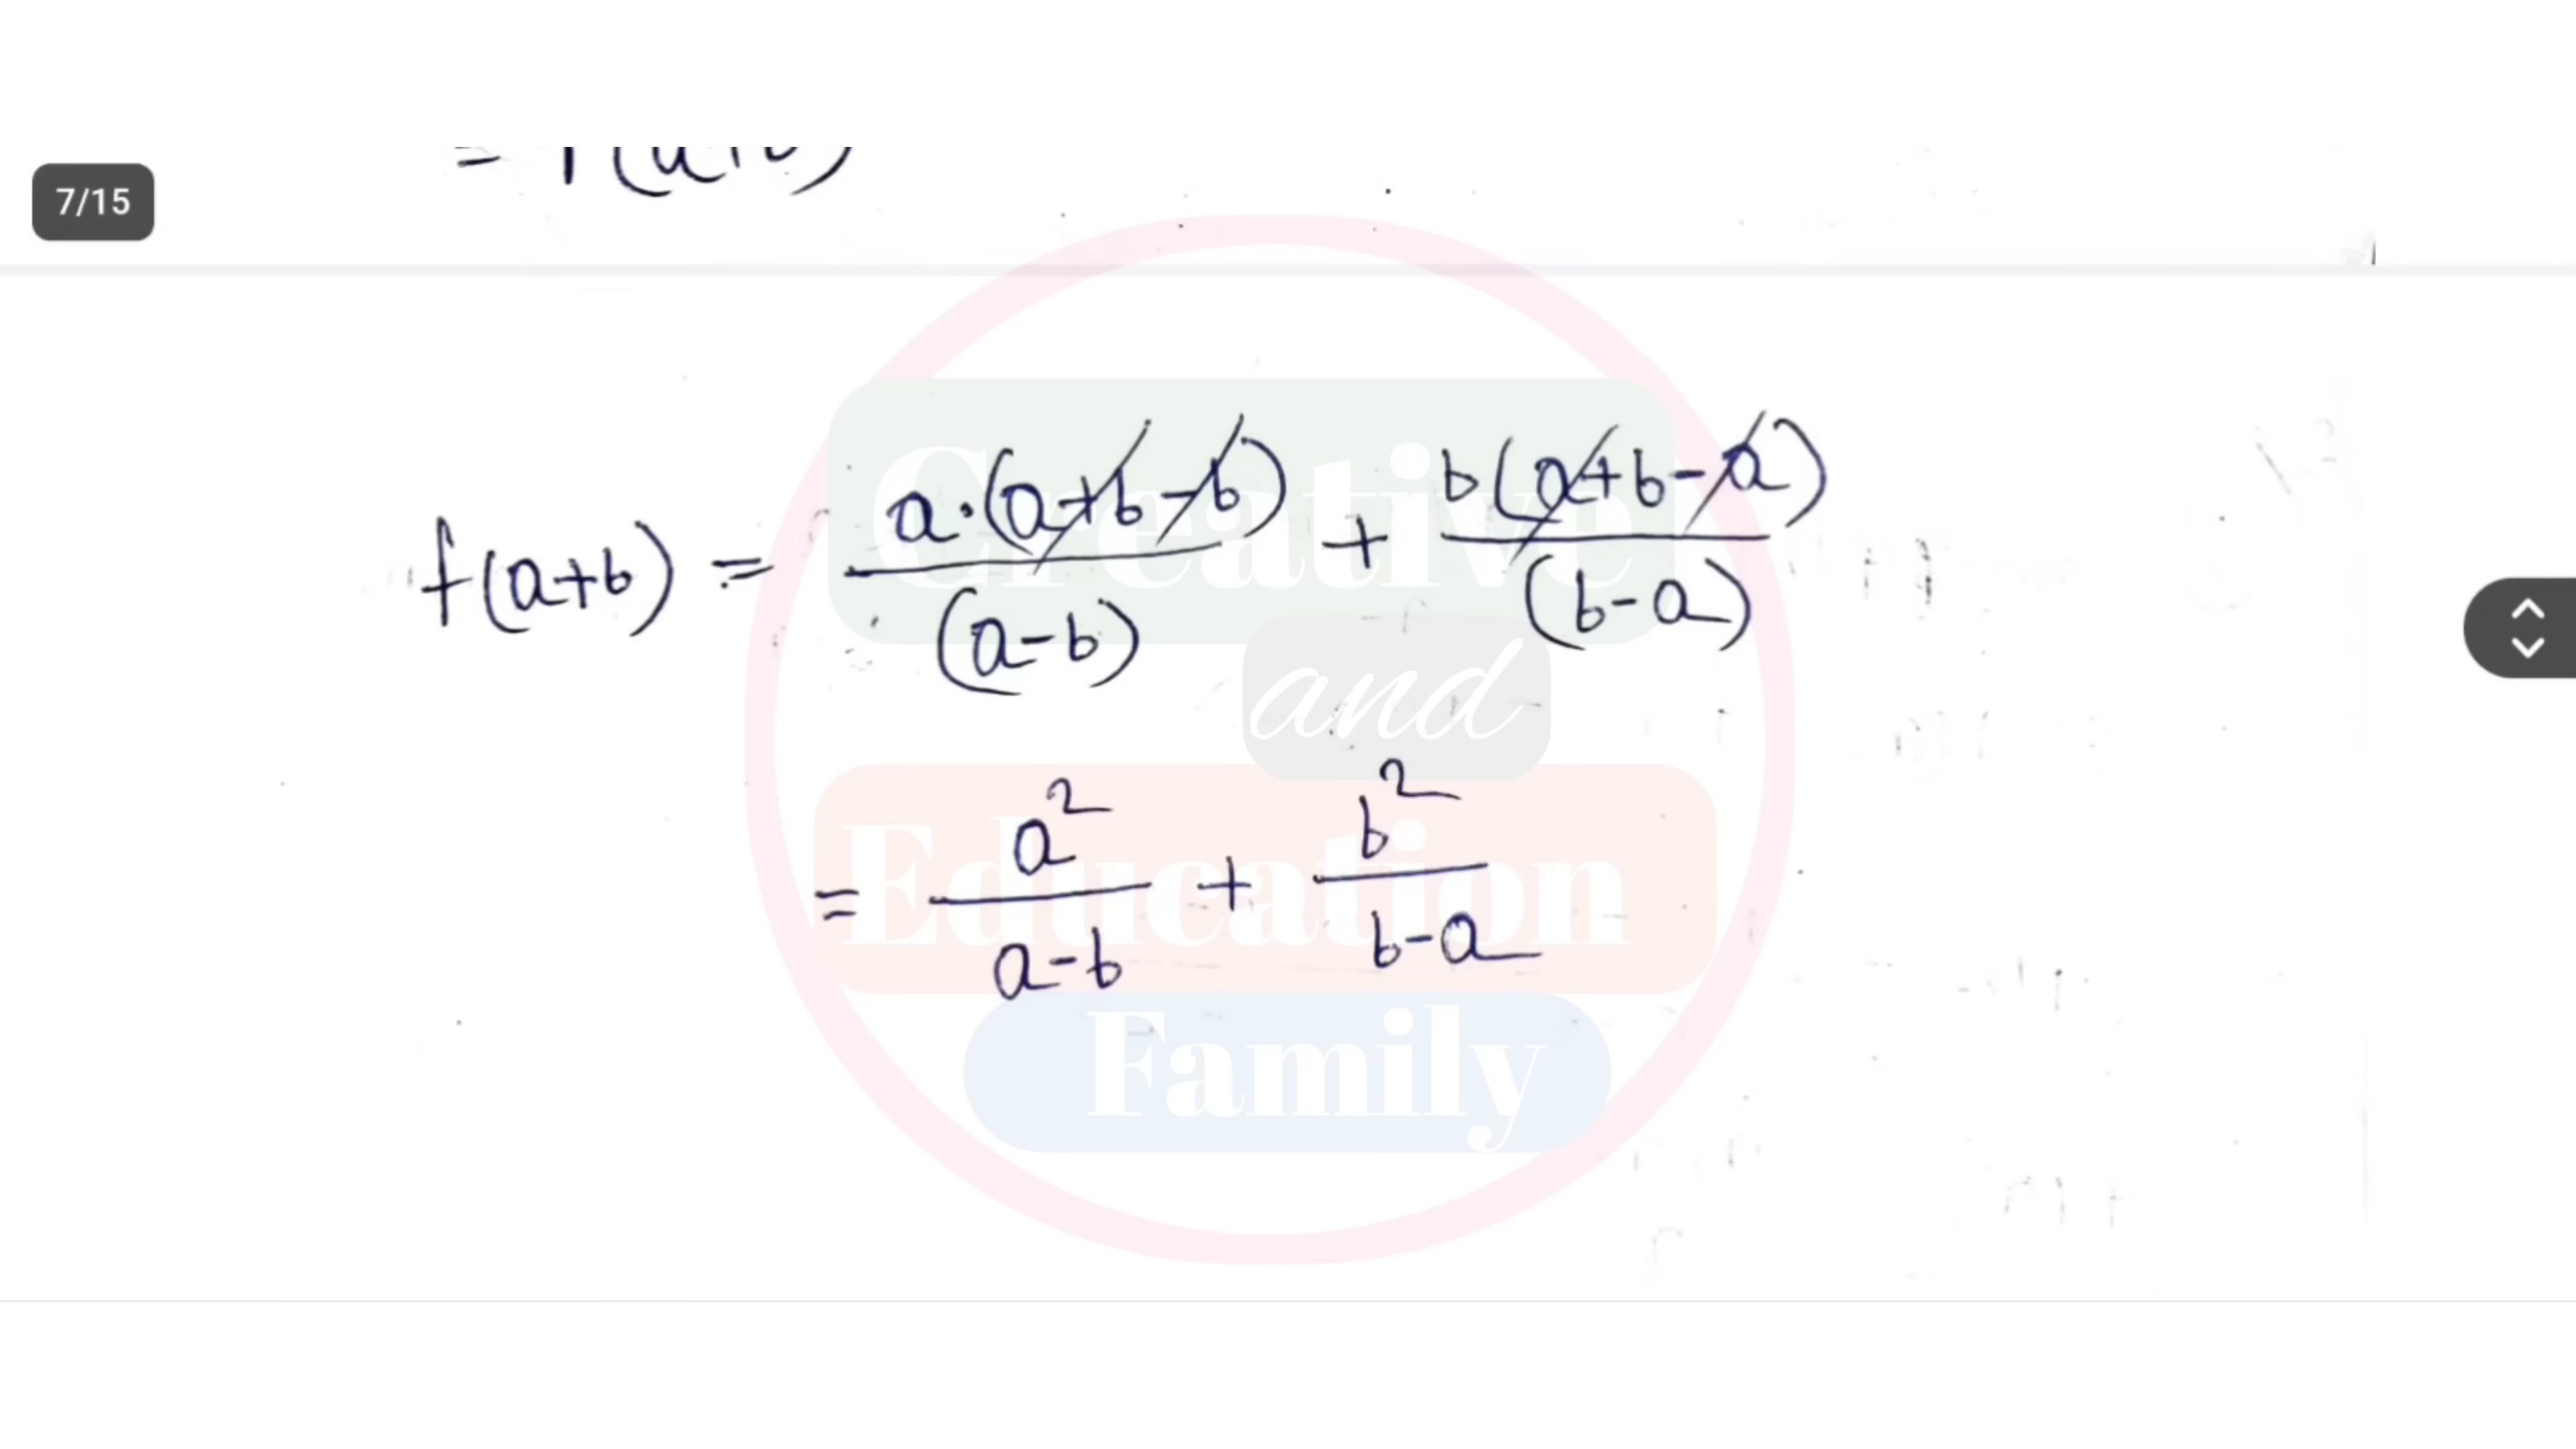 7/15
f(a+b) = a·(a+b-b)/(a-b) + b(a+b-a)/(b-a)
= a²/a-b + b²/b-a
Creative
and
Education
Family